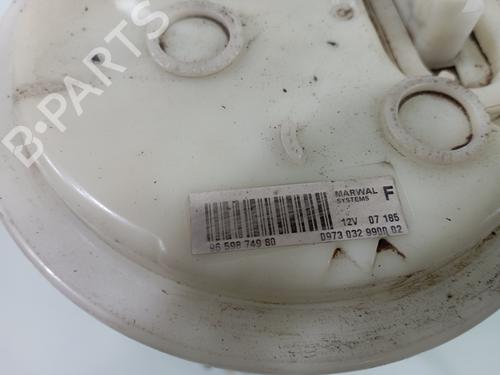 B-PARTS
MARWAL
SYSTEMS
F
12V 07 185
96 598 749 80
0973 032 9900 02